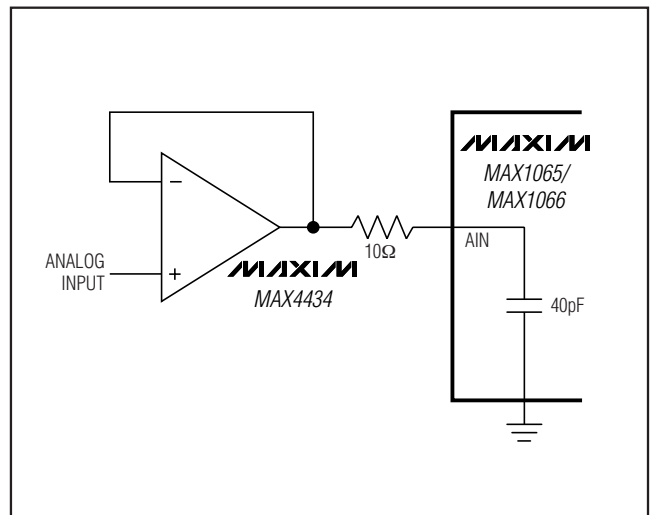 MAXIM
MAX1065/
MAX1066
AIN
10Ω
40pF
ANALOG
INPUT
−
+
MAXIM
MAX4434